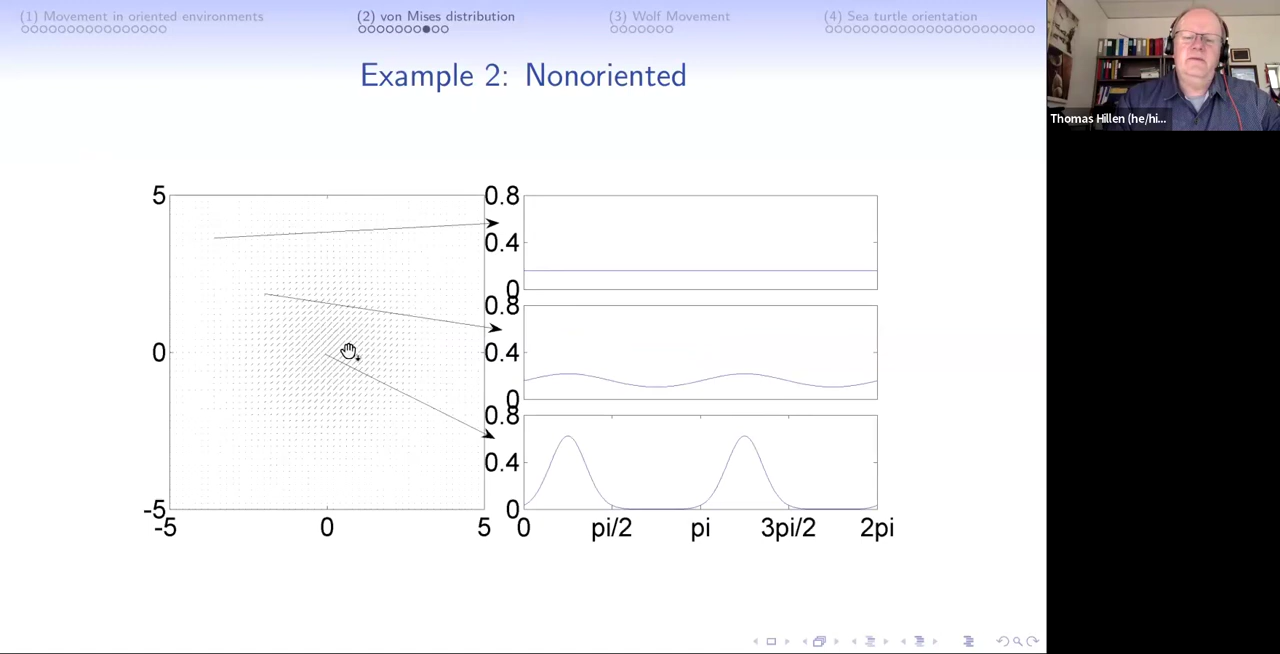 (1) Movement in oriented environments
(2) von Mises distribution
(3) Wolf Movement
(4) Sea turtle orientation
Thomas Hillen (he/hi...
Example 2: Nonoriented
5
0
-5
-5
0
5
0.8
0.4
0
0.8
0.4
0
0.8
0.4
0
0
pi/2
pi
3pi/2
2pi